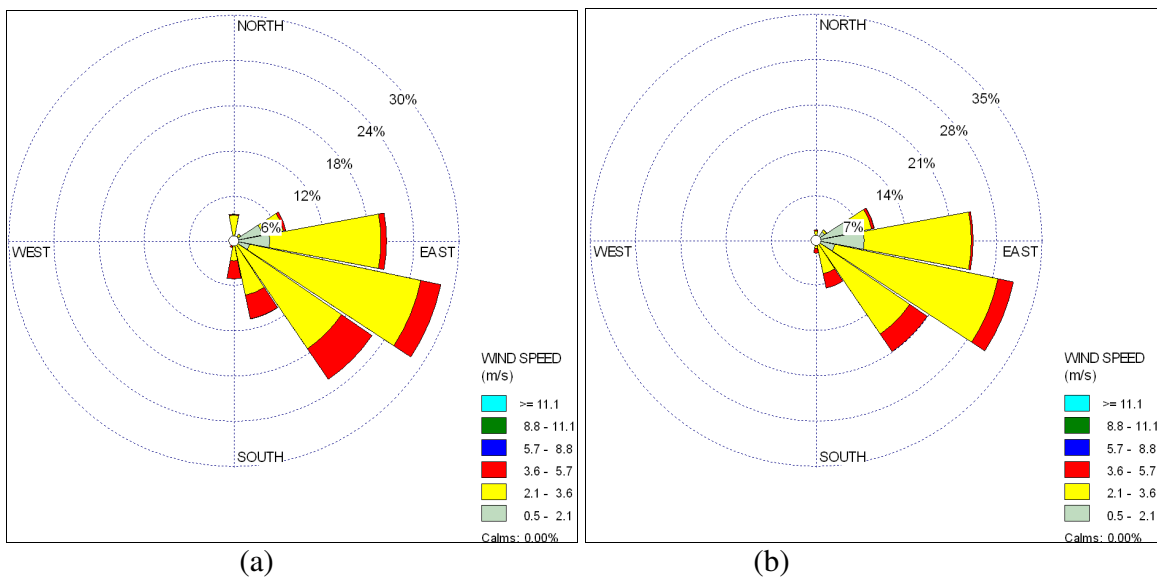 NORTH
30%
24%
18%
12%
6%
WEST
EAST
SOUTH
WIND SPEED
(m/s)
>= 11.1
8.8 - 11.1
5.7 - 8.8
3.6 - 5.7
2.1 - 3.6
0.5 - 2.1
Calms: 0.00%
(a)
NORTH
35%
28%
21%
14%
7%
WEST
EAST
SOUTH
WIND SPEED
(m/s)
>= 11.1
8.8 - 11.1
5.7 - 8.8
3.6 - 5.7
2.1 - 3.6
0.5 - 2.1
Calms: 0.00%
(b)